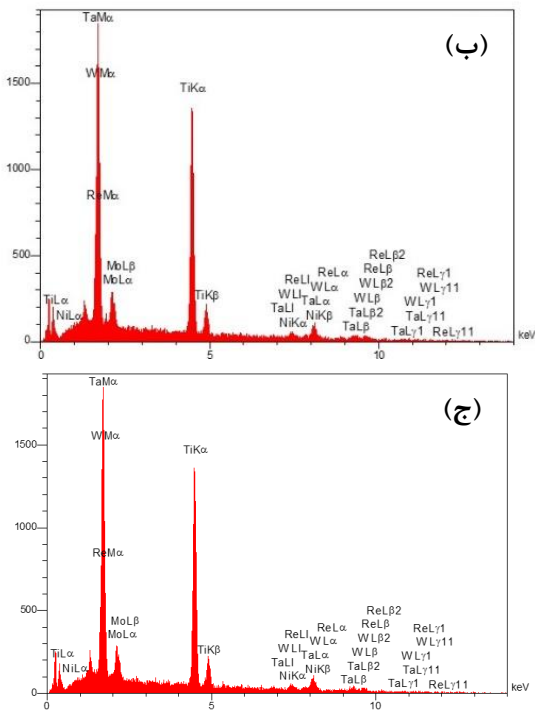 (ب)
TaMα
1500
WMα
TiKα
1000
ReMα
ReLβ2
500
MoLβ
ReLβ
ReLγ1
MoLα
ReLα
WLβ2
WLγ11
ReLl
TiLα
WLl
WLα
WLβ
WLγ1
NiLα
TiKβ
TaLl
TaLα
TaLβ2
TaLγ11
NiKα
NiKβ
TaLβ
TaLγ1
ReLγ11
0
0
5
10
keV
(ج)
TaMα
1500
WMα
TiKα
1000
ReMα
ReLβ2
500
MoLβ
ReLβ
ReLγ1
MoLα
ReLl
ReLα
WLβ2
WLγ11
TiLα
WLl
WLα
WLβ
WLγ1
NiLα
TiKβ
TaLl
TaLα
TaLβ2
TaLγ11
NiKα
NiKβ
TaLβ
TaLγ1
ReLγ11
0
0
5
10
keV